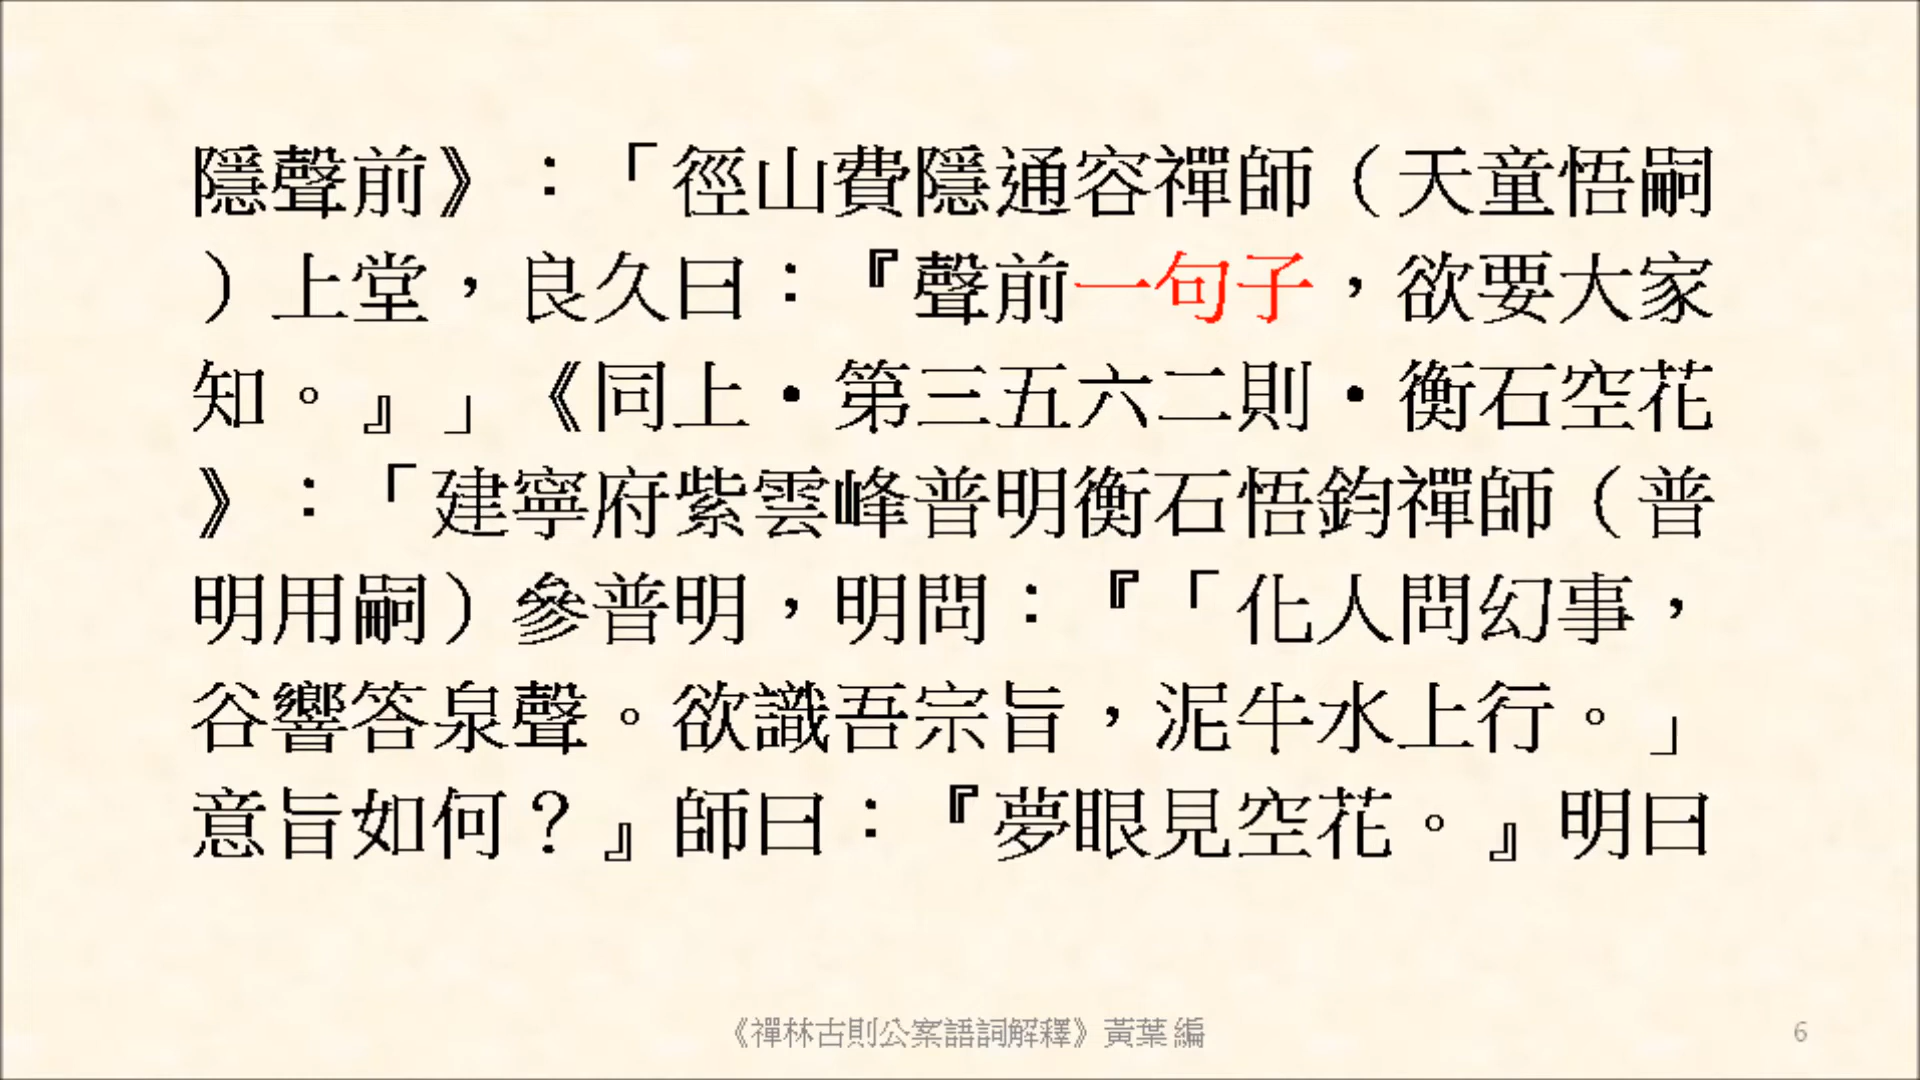 隱聲前》：「徑山費隱通容禪師（天童悟嗣
）上堂，良久曰：『聲前一句子，欲要大家
知。』」《同上‧第三五六二則‧衡石空花
》：「建寧府紫雲峰普明衡石悟鈞禪師（普
明用嗣）參普明，明問：『「化人問幻事，
谷響答泉聲。欲識吾宗旨，泥牛水上行。」
意旨如何？』師曰：『夢眼見空花。』明曰
《禪林古則公案語詞解釋》黃葉編
6